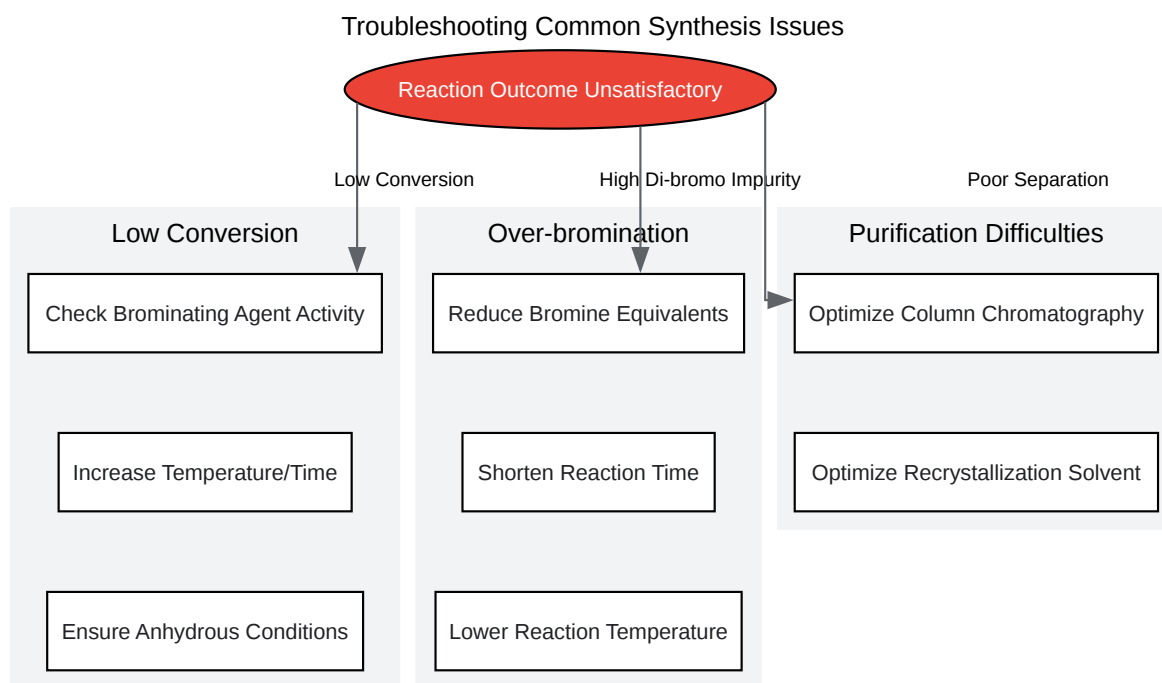 Troubleshooting Common Synthesis Issues
Reaction Outcome Unsatisfactory
Low Conversion
High Di-bromo Impurity
Poor Separation
Low Conversion
Check Brominating Agent Activity
Increase Temperature/Time
Ensure Anhydrous Conditions
Over-bromination
Reduce Bromine Equivalents
Shorten Reaction Time
Lower Reaction Temperature
Purification Difficulties
Optimize Column Chromatography
Optimize Recrystallization Solvent